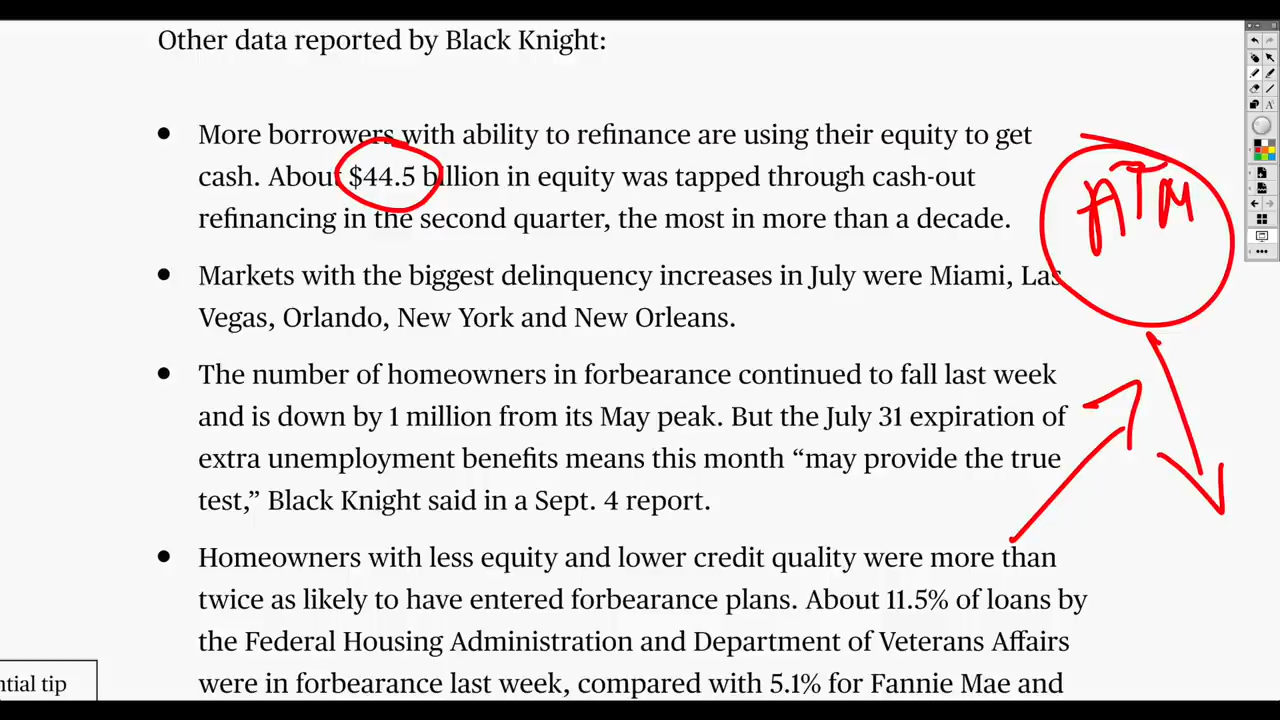 Other data reported by Black Knight:
• More borrowers with ability to refinance are using their equity to get
cash. About $44.5 billion in equity was tapped through cash-out
refinancing in the second quarter, the most in more than a decade.
ATM
• Markets with the biggest delinquency increases in July were Miami, Las
Vegas, Orlando, New York and New Orleans.
• The number of homeowners in forbearance continued to fall last week
and is down by 1 million from its May peak. But the July 31 expiration of
extra unemployment benefits means this month “may provide the true
test,” Black Knight said in a Sept. 4 report.
• Homeowners with less equity and lower credit quality were more than
twice as likely to have entered forbearance plans. About 11.5% of loans by
the Federal Housing Administration and Department of Veterans Affairs
were in forbearance last week, compared with 5.1% for Fannie Mae and
ntial tip